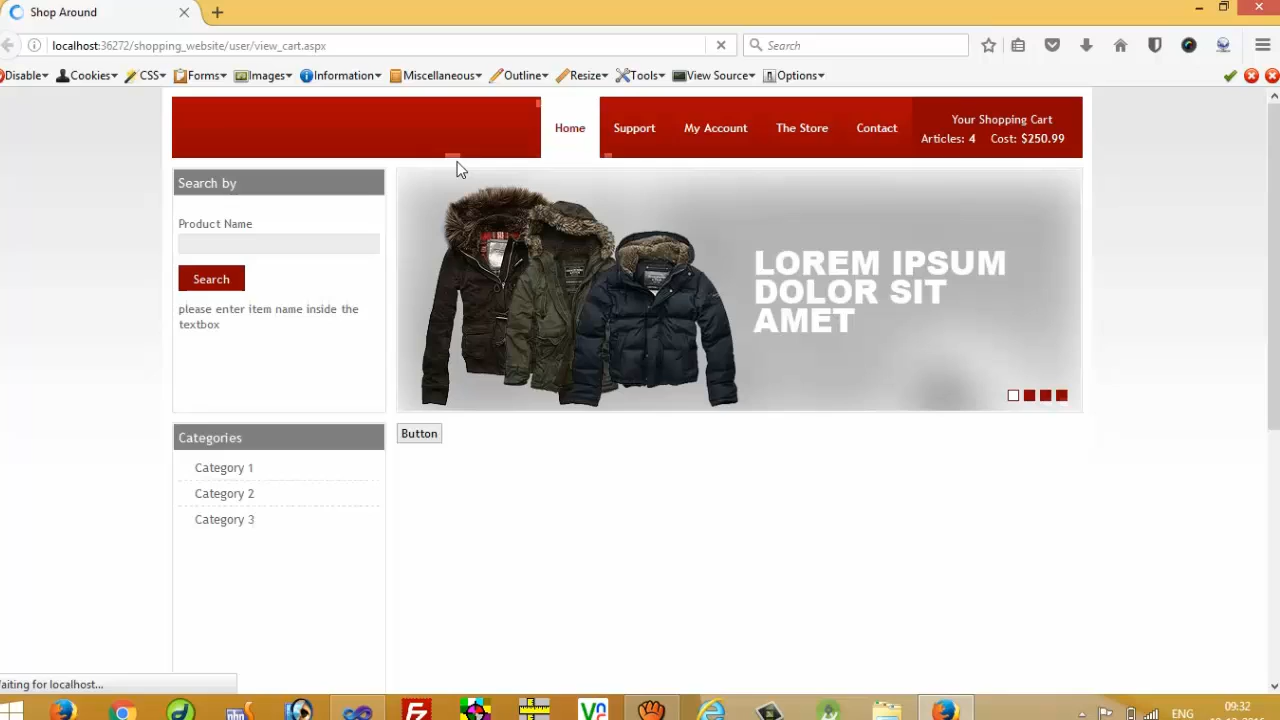 Shop Around
localhost:36272/shopping_website/user/view_cart.aspx
Search
Disable
Cookies
CSS
Forms
Images
Information
Miscellaneous
Outline
Resize
Tools
View Source
Options
Home
Support
My Account
The Store
Contact
Your Shopping Cart
Articles: 4 Cost: $250.99
Search by
Product Name
Search
please enter item name inside the
textbox
LOREM IPSUM
DOLOR SIT
AMET
Button
Categories
Category 1
Category 2
Category 3
aiting for localhost...
ENG
09:32